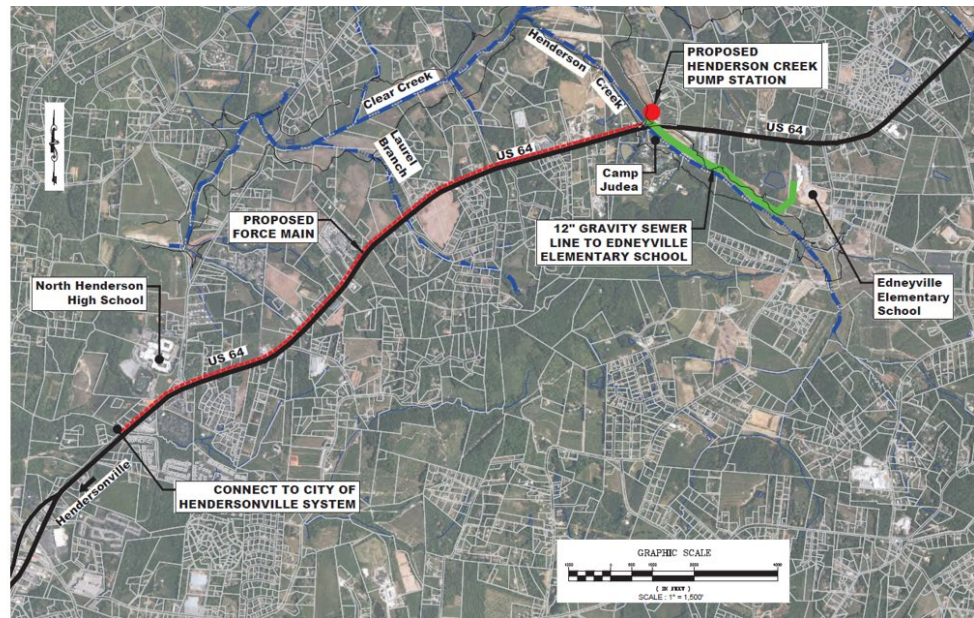 PROPOSED
HENDERSON CREEK
PUMP STATION
Henderson
Creek
Clear Creek
Laurel
Branch
US 64
US 64
Camp
Judea
PROPOSED
FORCE MAIN
12" GRAVITY SEWER
LINE TO EDNEYVILLE
ELEMENTARY SCHOOL
North Henderson
High School
Edneyville
Elementary
School
US 64
CONNECT TO CITY OF
HENDERSONVILLE SYSTEM
Hendersonville
GRAPHIC SCALE
( IN FEET )
SCALE : 1" = 1,500'